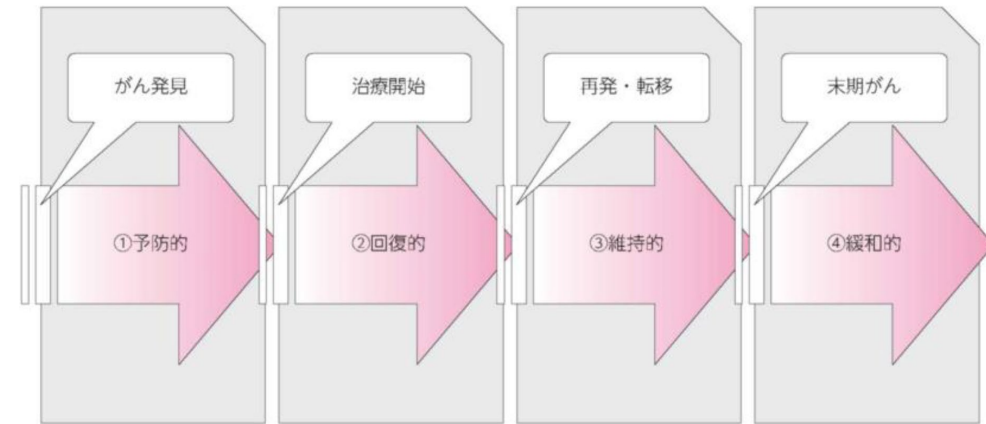 がん発見
治療開始
再発・転移
末期がん
①予防的
②回復的
③維持的
④緩和的